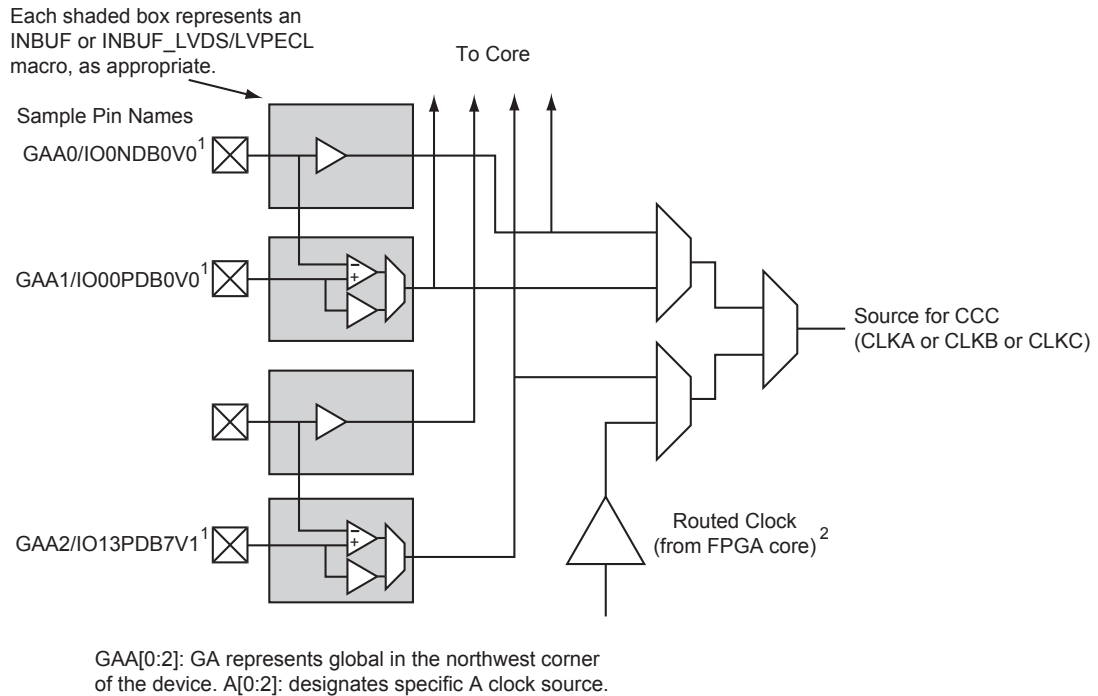 Each shaded box represents an
INBUF or INBUF_LVDS/LVPECL
macro, as appropriate.
To Core
Sample Pin Names
GAA0/IO0NDB0V0¹
GAA1/IO00PDB0V0¹
−
+
Source for CCC
(CLKA or CLKB or CLKC)
GAA2/IO13PDB7V1¹
−
+
Routed Clock
(from FPGA core)²
GAA[0:2]: GA represents global in the northwest corner
of the device. A[0:2]: designates specific A clock source.